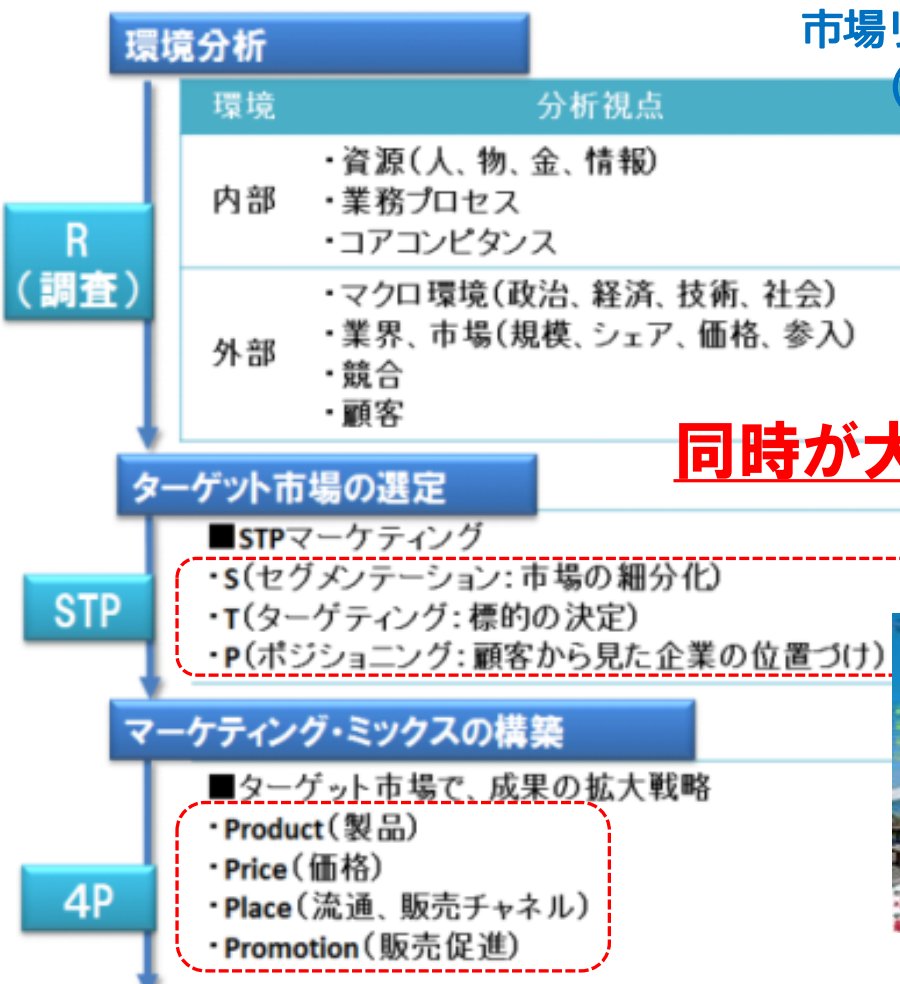 環境分析
市場
環境 分析視点
内部
・資源(人、物、金、情報)
・業務プロセス
・コアコンピタンス
R
(調査)
外部
・マクロ環境(政治、経済、技術、社会)
・業界、市場(規模、シェア、価格、参入)
・競合
・顧客
同時が大
ターゲット市場の選定
■STPマーケティング
STP
・S(セグメンテーション:市場の細分化)
・T(ターゲティング:標的の決定)
・P(ポジショニング:顧客から見た企業の位置づけ)
マーケティング・ミックスの構築
■ターゲット市場で、成果の拡大戦略
4P
・Product(製品)
・Price(価格)
・Place(流通、販売チャネル)
・Promotion(販売促進)